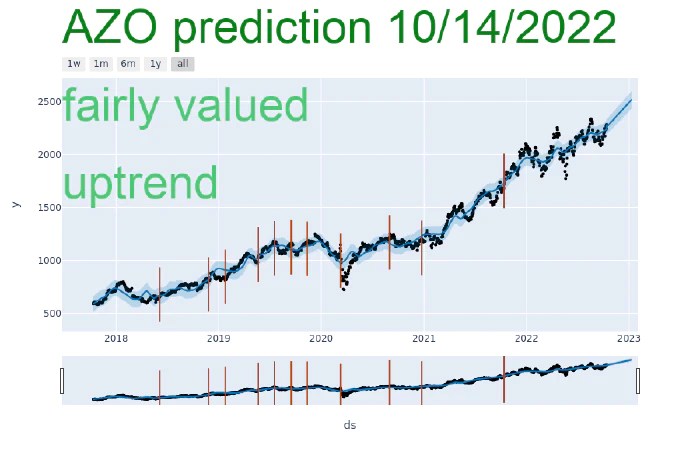 AZO prediction 10/14/2022
1w 1m 6m 1y all
fairly valued
uptrend
y
2500
2000
1500
1000
500
2018 2019 2020 2021 2022 2023
ds